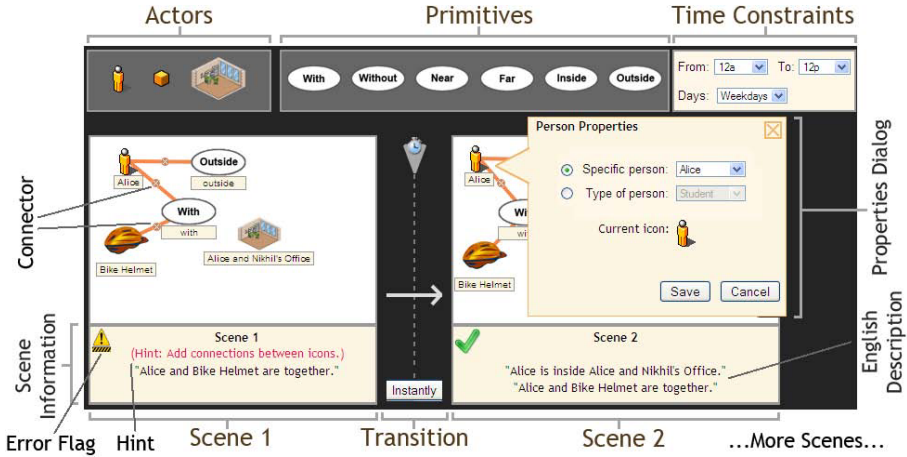 Actors
Primitives
Time Constraints
With
Without
Near
Far
Inside
Outside
From: 12a To: 12p
Days: Weekdays
Connector
Alice
Outside
outside
With
with
Bike Helmet
Alice and Nikhil's Office
Alice
Wi
wi
Bike Helmet
Person Properties
Specific person: Alice
Type of person: Student
Current icon:
Save
Cancel
Properties Dialog
Scene
Information
Scene 1
(Hint: Add connections between icons.)
"Alice and Bike Helmet are together."
Instantly
Scene 2
"Alice is inside Alice and Nikhil's Office."
"Alice and Bike Helmet are together."
English
Description
Error Flag
Hint
Scene 1
Transition
Scene 2
...More Scenes...